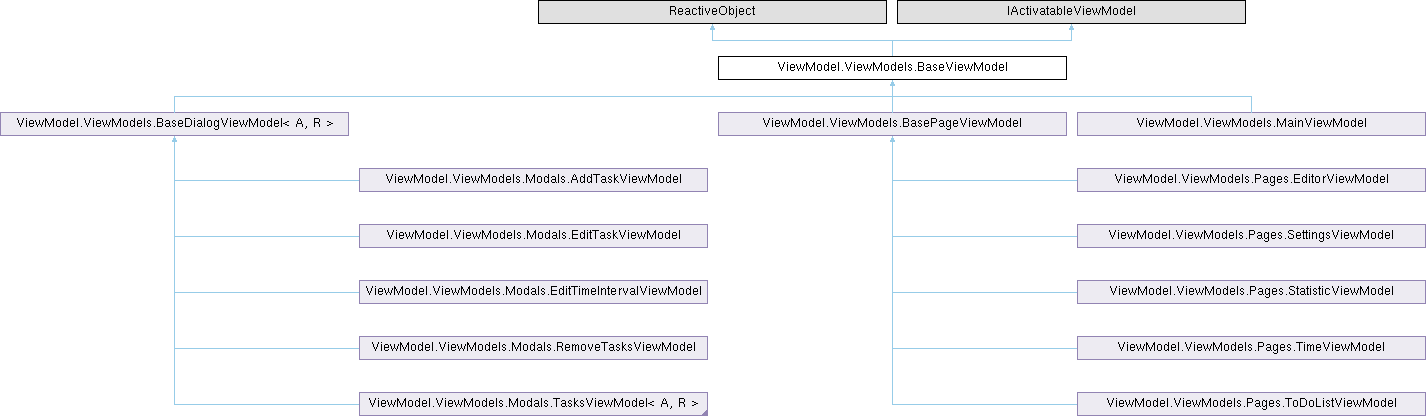 ReactiveObject
IActivatableViewModel
ViewModel.ViewModels.BaseViewModel
ViewModel.ViewModels.BaseDialogViewModel< A, R >
ViewModel.ViewModels.BasePageViewModel
ViewModel.ViewModels.MainViewModel
ViewModel.ViewModels.Modals.AddTaskViewModel
ViewModel.ViewModels.Pages.EditorViewModel
ViewModel.ViewModels.Modals.EditTaskViewModel
ViewModel.ViewModels.Pages.SettingsViewModel
ViewModel.ViewModels.Modals.EditTimeIntervalViewModel
ViewModel.ViewModels.Pages.StatisticViewModel
ViewModel.ViewModels.Modals.RemoveTasksViewModel
ViewModel.ViewModels.Pages.TimeViewModel
ViewModel.ViewModels.Modals.TasksViewModel< A, R >
ViewModel.ViewModels.Pages.ToDoListViewModel